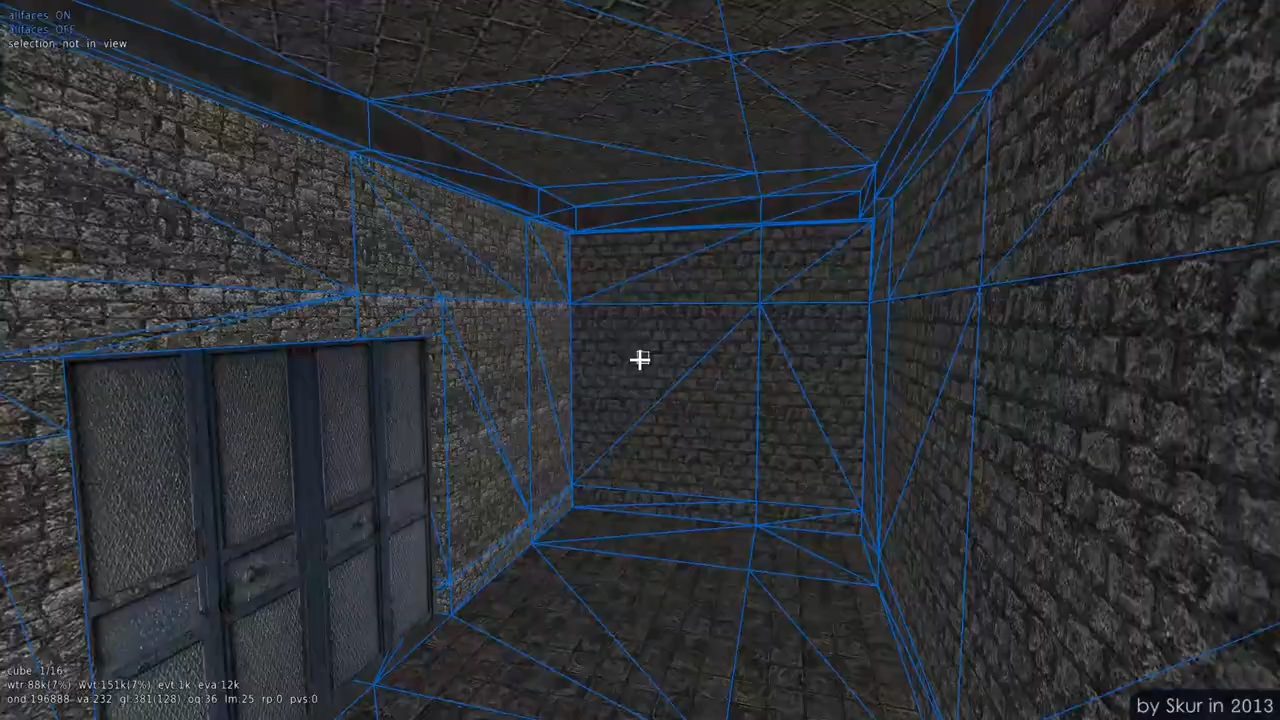 allfaces ON
allfaces OFF
selection not in view
cube 1/16
wtr:88k(7%) wvt:151k(7%) evt:1k eva:12k
ond:196888 va:232 gl:381(128) oq:36 lm:25 rp:0 pvs:0
by Skur in 2013